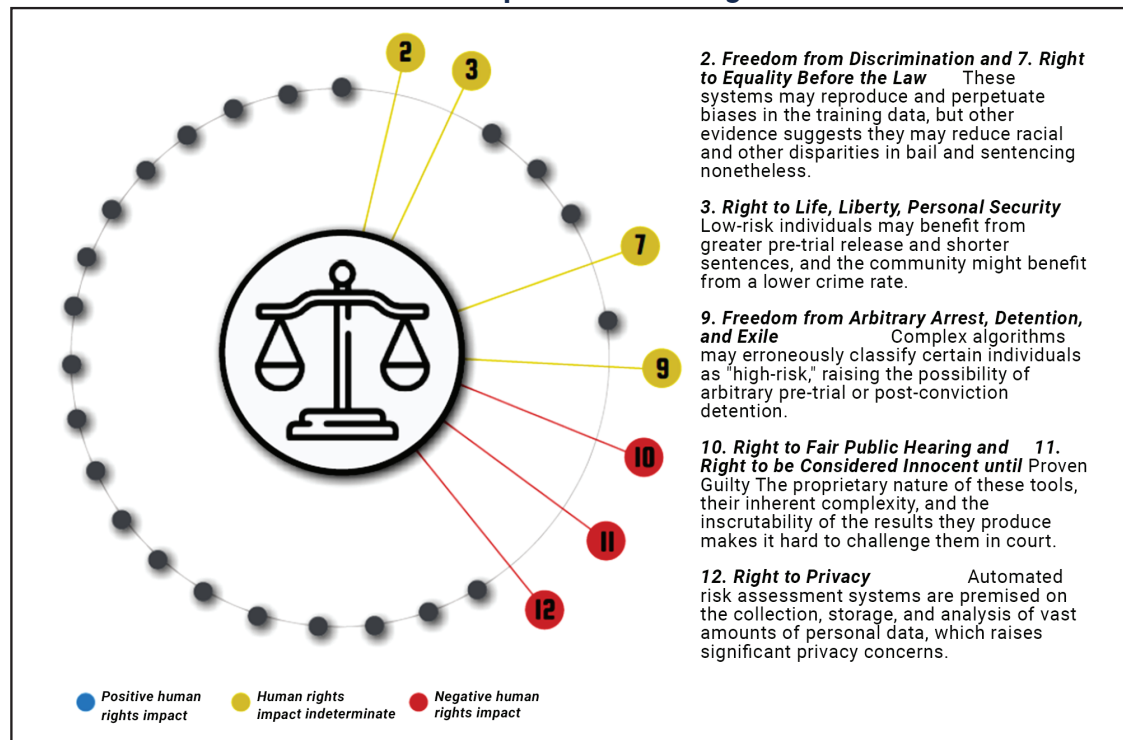 2
3
7
9
10
11
12
2. Freedom from Discrimination and 7. Right
to Equality Before the Law These
systems may reproduce and perpetuate
biases in the training data, but other
evidence suggests they may reduce racial
and other disparities in bail and sentencing
nonetheless.
3. Right to Life, Liberty, Personal Security
Low-risk individuals may benefit from
greater pre-trial release and shorter
sentences, and the community might benefit
from a lower crime rate.
9. Freedom from Arbitrary Arrest, Detention,
and Exile Complex algorithms
may erroneously classify certain individuals
as "high-risk," raising the possibility of
arbitrary pre-trial or post-conviction
detention.
10. Right to Fair Public Hearing and 11.
Right to be Considered Innocent until Proven
Guilty The proprietary nature of these tools,
their inherent complexity, and the
inscrutability of the results they produce
makes it hard to challenge them in court.
12. Right to Privacy Automated
risk assessment systems are premised on
the collection, storage, and analysis of vast
amounts of personal data, which raises
significant privacy concerns.
Positive human
rights impact
Human rights
impact indeterminate
Negative human
rights impact